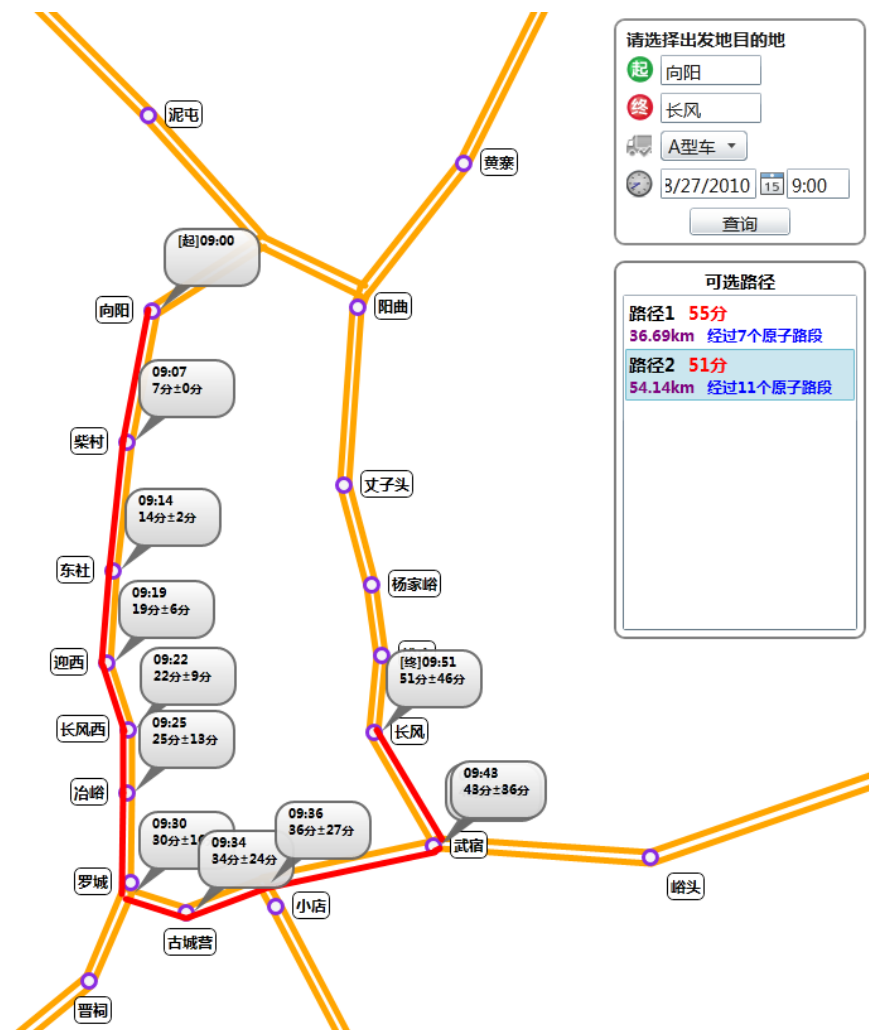 泥屯
黄寨
[起]09:00
向阳
阳曲
09:07
7分±0分
柴村
丈子头
09:14
14分±2分
东社
杨家峪
09:19
19分±6分
迎西
09:22
22分±9分
[终]09:51
51分±46分
长风西
长风
09:25
25分±13分
冶峪
09:43
43分±36分
09:30
30分±1
09:34
34分±24分
09:36
36分±27分
武宿
罗城
峪头
小店
古城营
晋祠
请选择出发地目的地
起 向阳
终 长风
A型车
8/27/2010 15 9:00
查询
可选路径
路径1 55分
36.69km 经过7个原子路段
路径2 51分
54.14km 经过11个原子路段